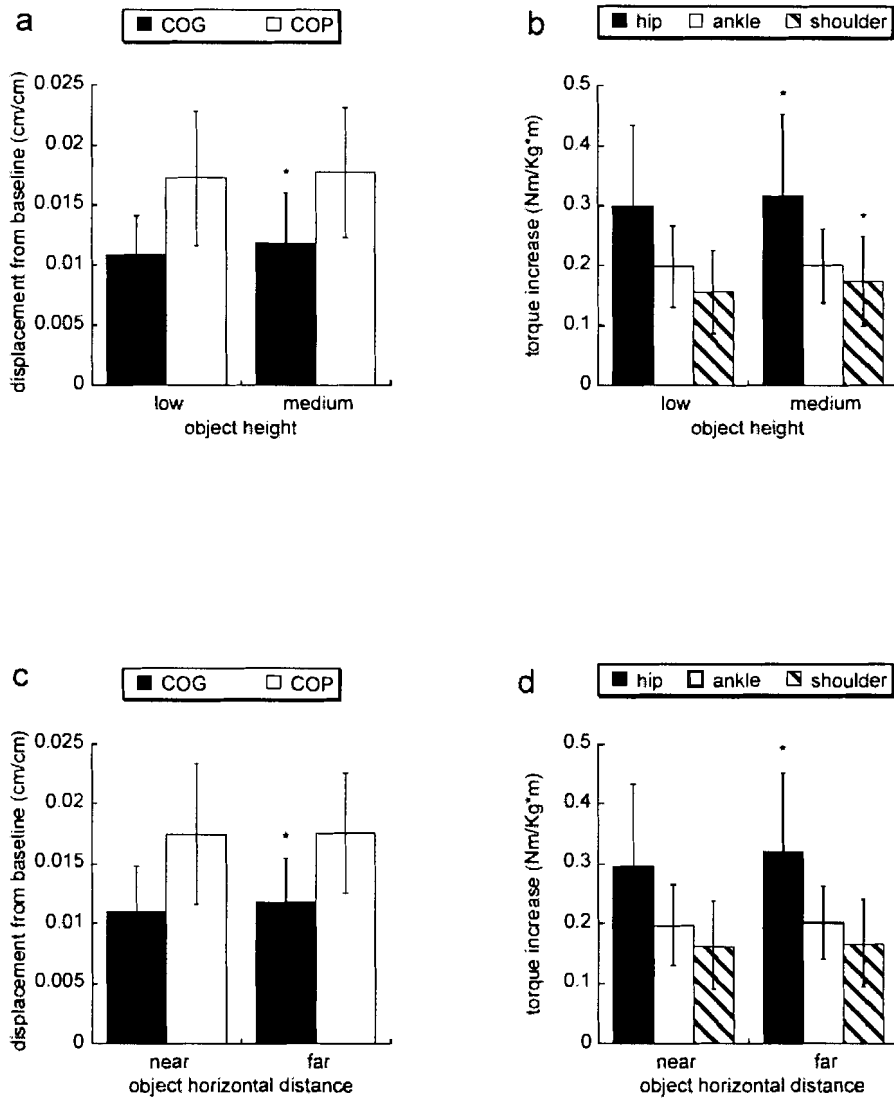 a
COG COP
displacement from baseline (cm/cm)
0.025
0.02
0.015
0.01
0.005
0
*
low medium
object height
b
hip ankle shoulder
torque increase (Nm/Kg*m)
0.5
0.4
0.3
0.2
0.1
0
*
*
low medium
object height
c
COG COP
displacement from baseline (cm/cm)
0.025
0.02
0.015
0.01
0.005
0
*
near far
object horizontal distance
d
hip ankle shoulder
torque increase (Nm/Kg*m)
0.5
0.4
0.3
0.2
0.1
0
*
near far
object horizontal distance